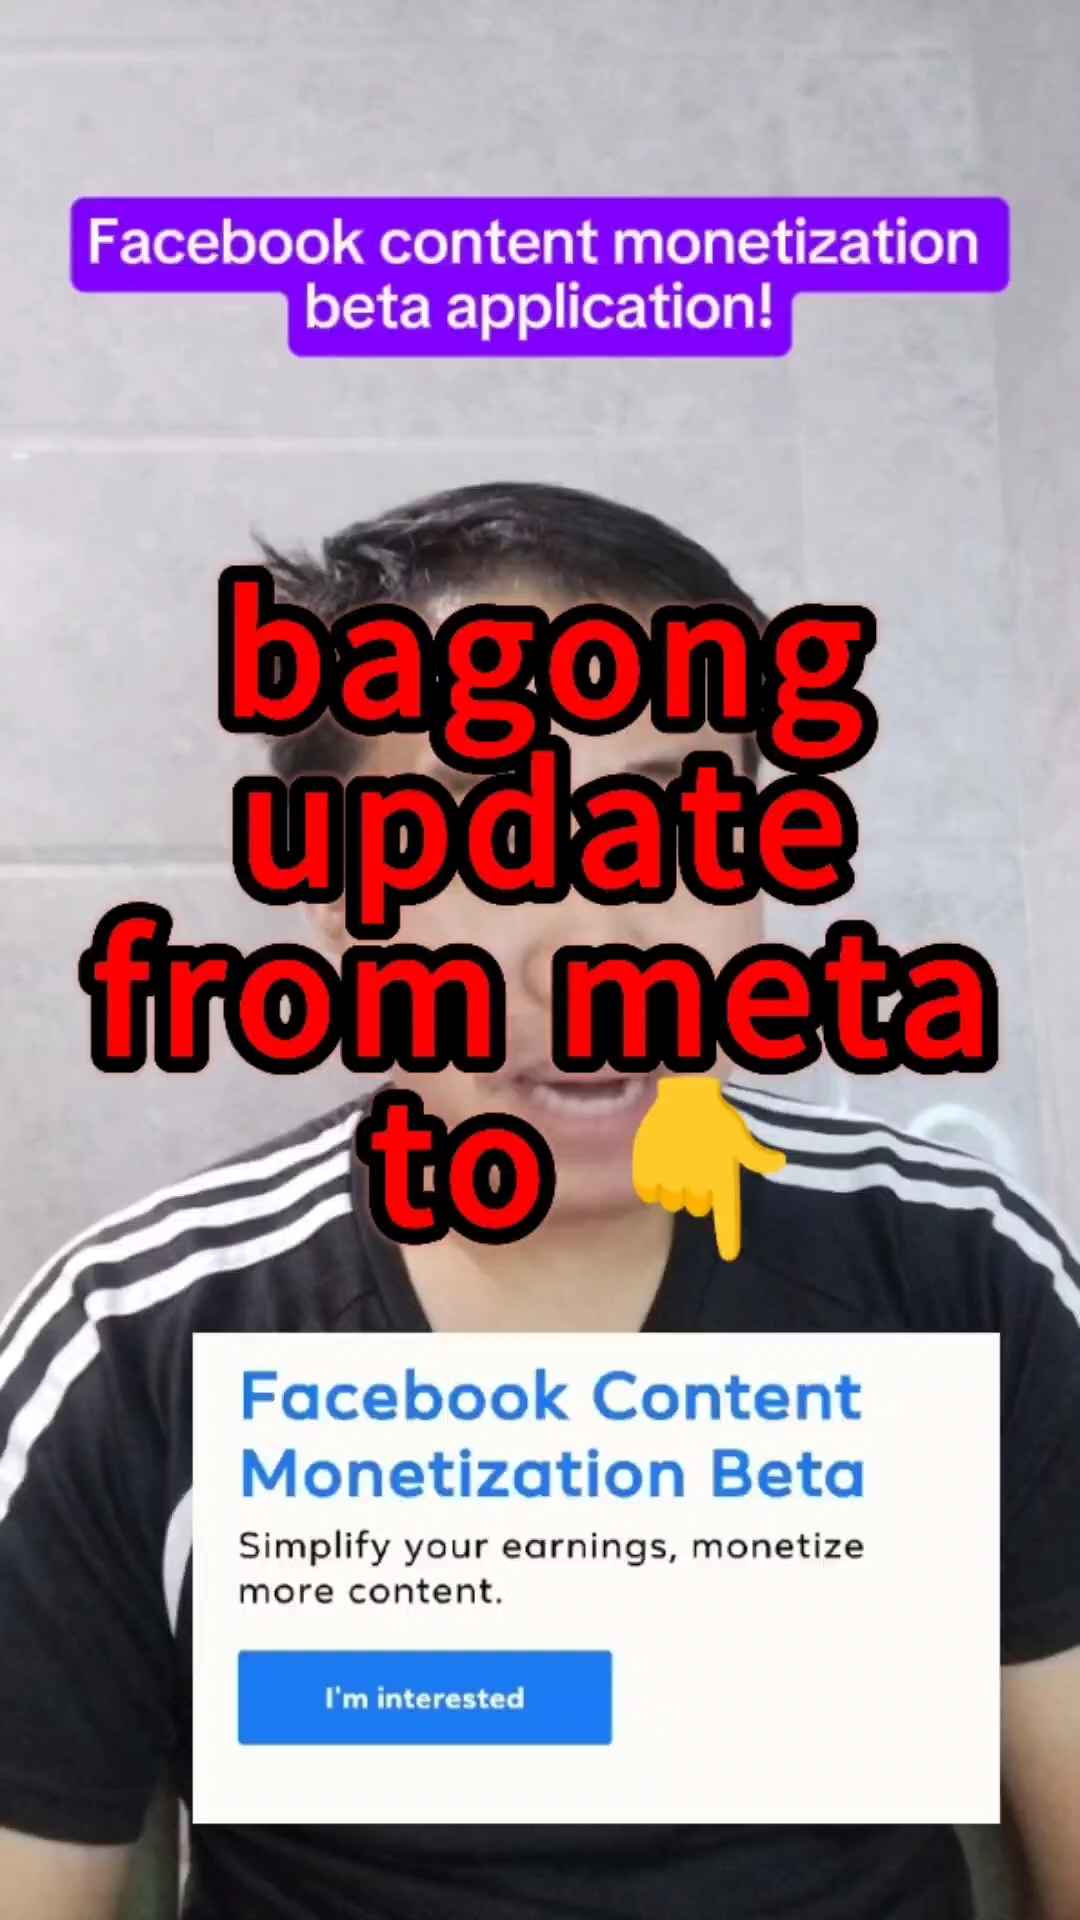 Facebook content monetization
beta application!
bagong
update
from meta
to 👇
Facebook Content
Monetization Beta
Simplify your earnings, monetize
more content.
I'm interested